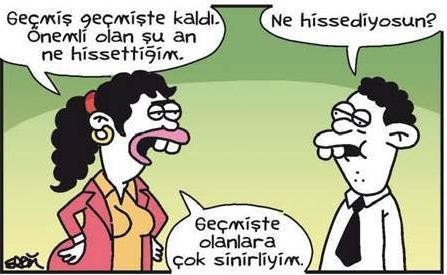 Geçmiş geçmişte kaldı.
Önemli olan şu an
ne hissettiğim.
Ne hissediyosun?
Geçmişte
olanlara
çok sinirliyim.